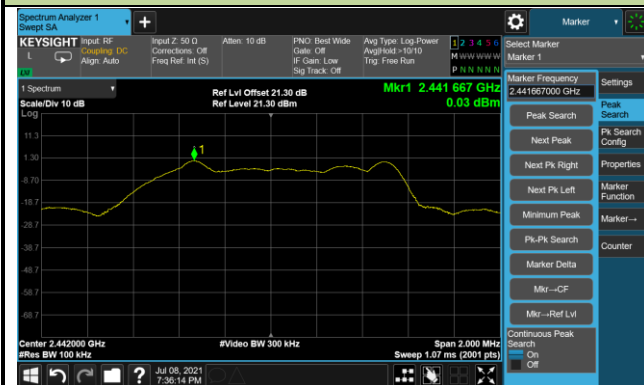 Spectrum Analyzer 1
Swept SA
+
Marker
KEYSIGHT
L
Input: RF
Coupling: DC
Align: Auto
Input Z: 50 Ω
Corrections: Off
Freq Ref: Int (S)
Atten: 10 dB
PNO: Best Wide
Gate: Off
IF Gain: Low
Sig Track: Off
Avg Type: Log-Power
Avg|Hold:>10/10
Trig: Free Run
1 2 3 4 5 6
M W W W W W
P N N N N N
Select Marker
Marker 1
1 Spectrum
Scale/Div 10 dB
Log
Ref Lvl Offset 21.30 dB
Ref Level 21.30 dBm
Mkr1 2.441 667 GHz
0.03 dBm
11.3
1.30
-8.70
-18.7
-28.7
-38.7
-48.7
-58.7
-68.7
1
Center 2.442000 GHz
#Res BW 100 kHz
#Video BW 300 kHz
Span 2.000 MHz
Sweep 1.07 ms (2001 pts)
Marker Frequency
2.441667000 GHz
Peak Search
Next Peak
Next Pk Right
Next Pk Left
Minimum Peak
Pk-Pk Search
Marker Delta
Mkr→CF
Mkr→Ref Lvl
Continuous Peak
Search
On
Off
Settings
Peak
Search
Pk Search
Config
Properties
Marker
Function
Marker→
Counter
?
Jul 08, 2021
7:36:14 PM